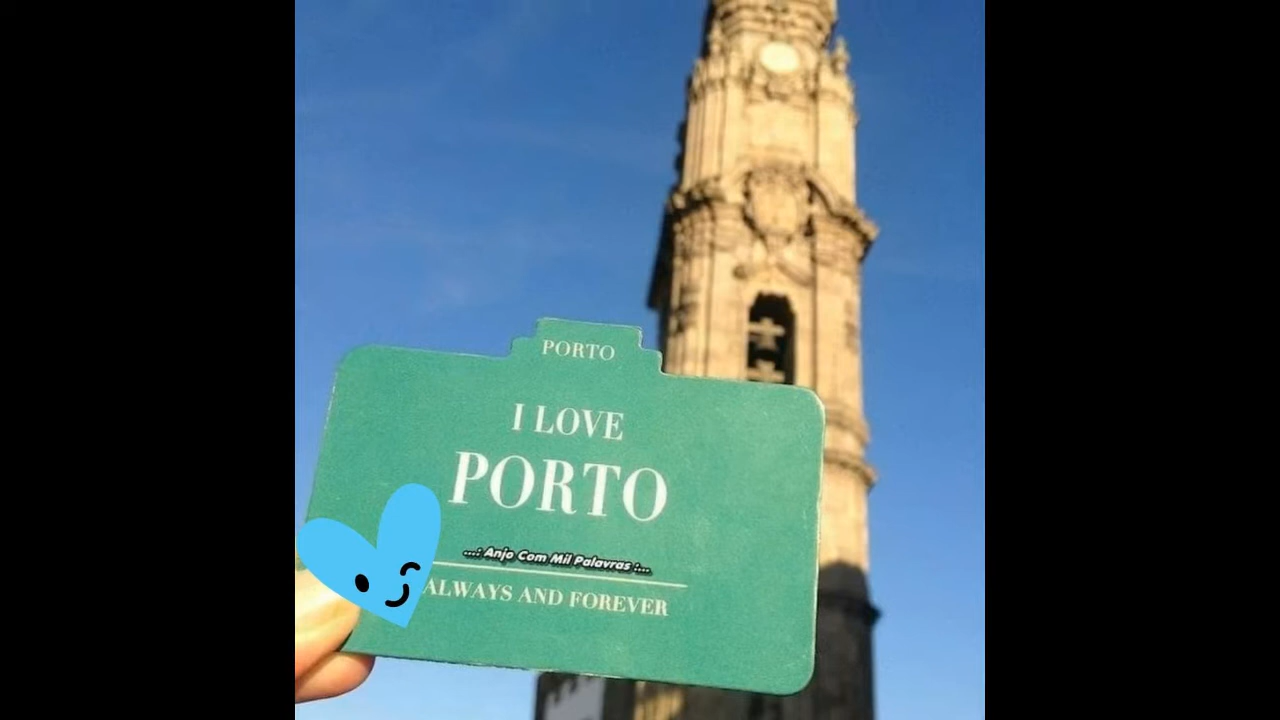 PORTO
I LOVE
PORTO
...: Anjo Com Mil Palavras :...
ALWAYS AND FOREVER